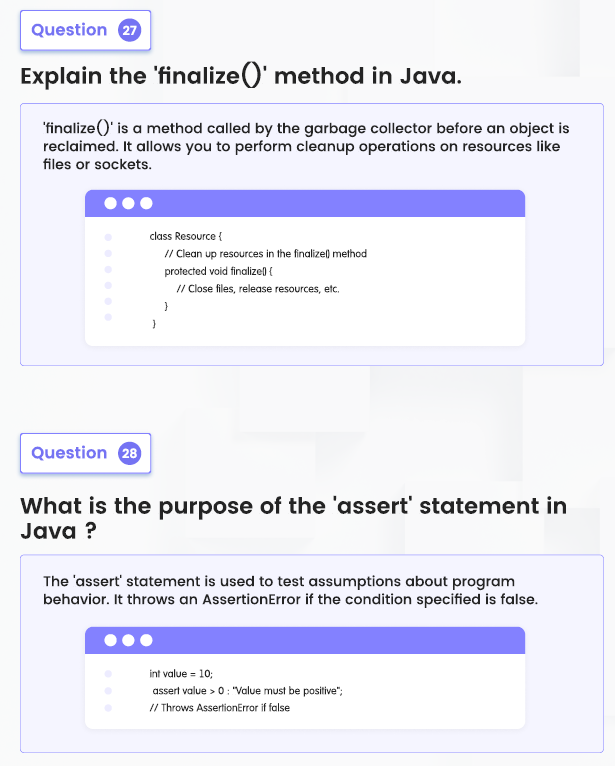 Question 27
Explain the 'finalize()' method in Java.
'finalize()' is a method called by the garbage collector before an object is
reclaimed. It allows you to perform cleanup operations on resources like
files or sockets.
class Resource {
// Clean up resources in the finalize() method
protected void finalize() {
// Close files, release resources, etc.
}
}
Question 28
What is the purpose of the 'assert' statement in
Java ?
The 'assert' statement is used to test assumptions about program
behavior. It throws an AssertionError if the condition specified is false.
int value = 10;
assert value > 0 : "Value must be positive";
// Throws AssertionError if false